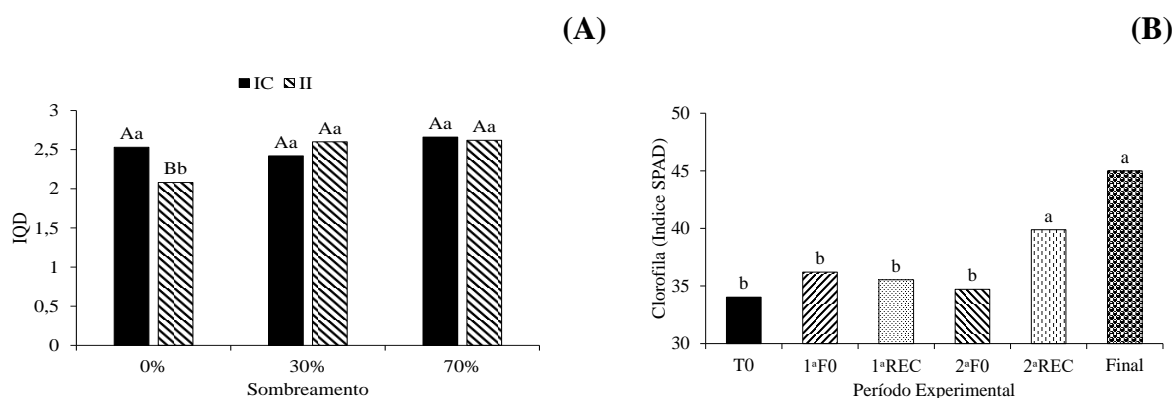 (A)
IC II
IQD
3
2,5
2
1,5
1
0,5
0
Aa
Bb
Aa
Aa
Aa
Aa
0%
30%
70%
Sombreamento
(B)
Clorofila (Indice SPAD)
50
45
40
35
30
b
b
b
b
a
a
T0
1ªF0
1ªREC
2ªF0
2ªREC
Final
Período Experimental